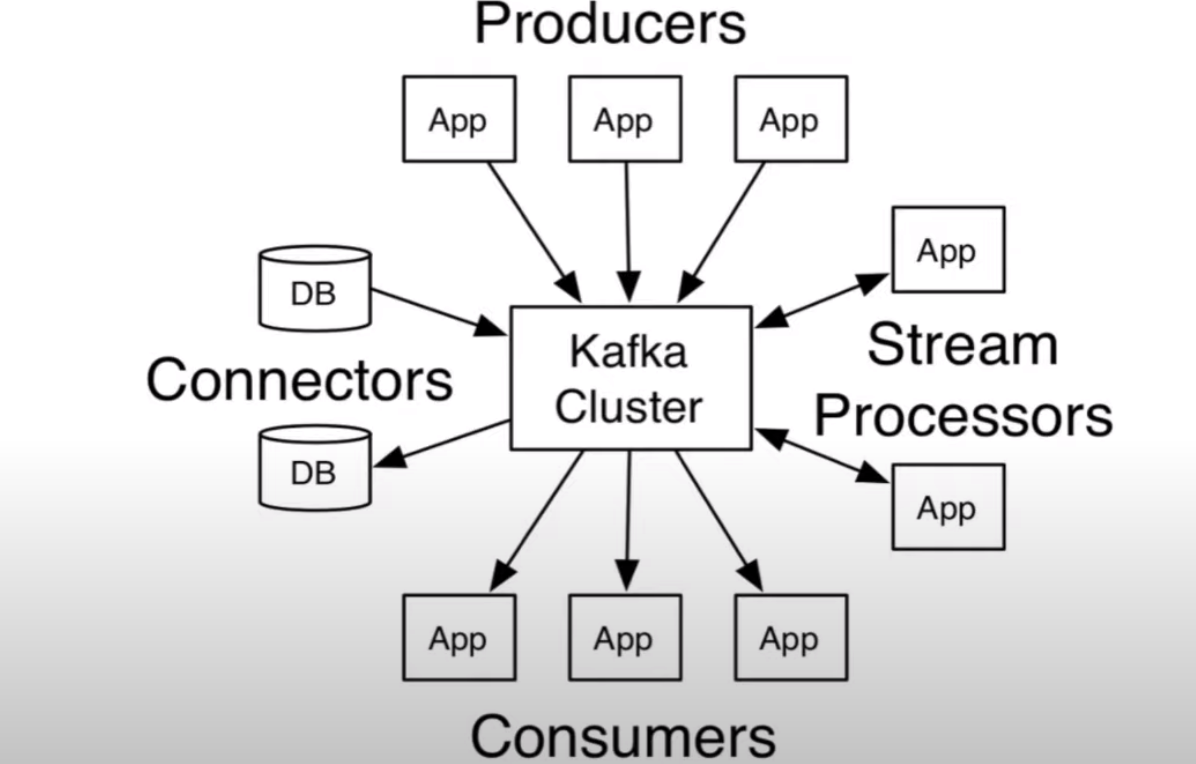 Producers
App
App
App
App
DB
Kafka
Cluster
Stream
Processors
Connectors
DB
App
App
App
App
Consumers